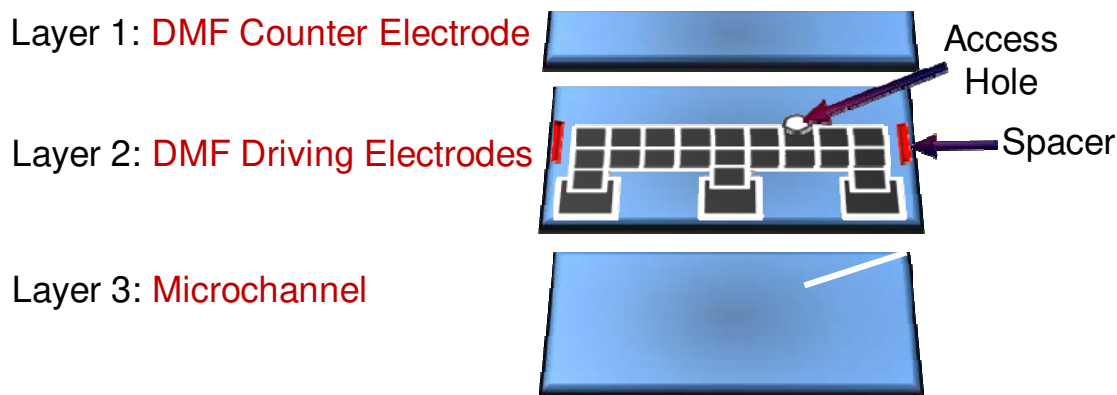 Layer 1: DMF Counter Electrode
Access
Hole
Layer 2: DMF Driving Electrodes
Spacer
Layer 3: Microchannel